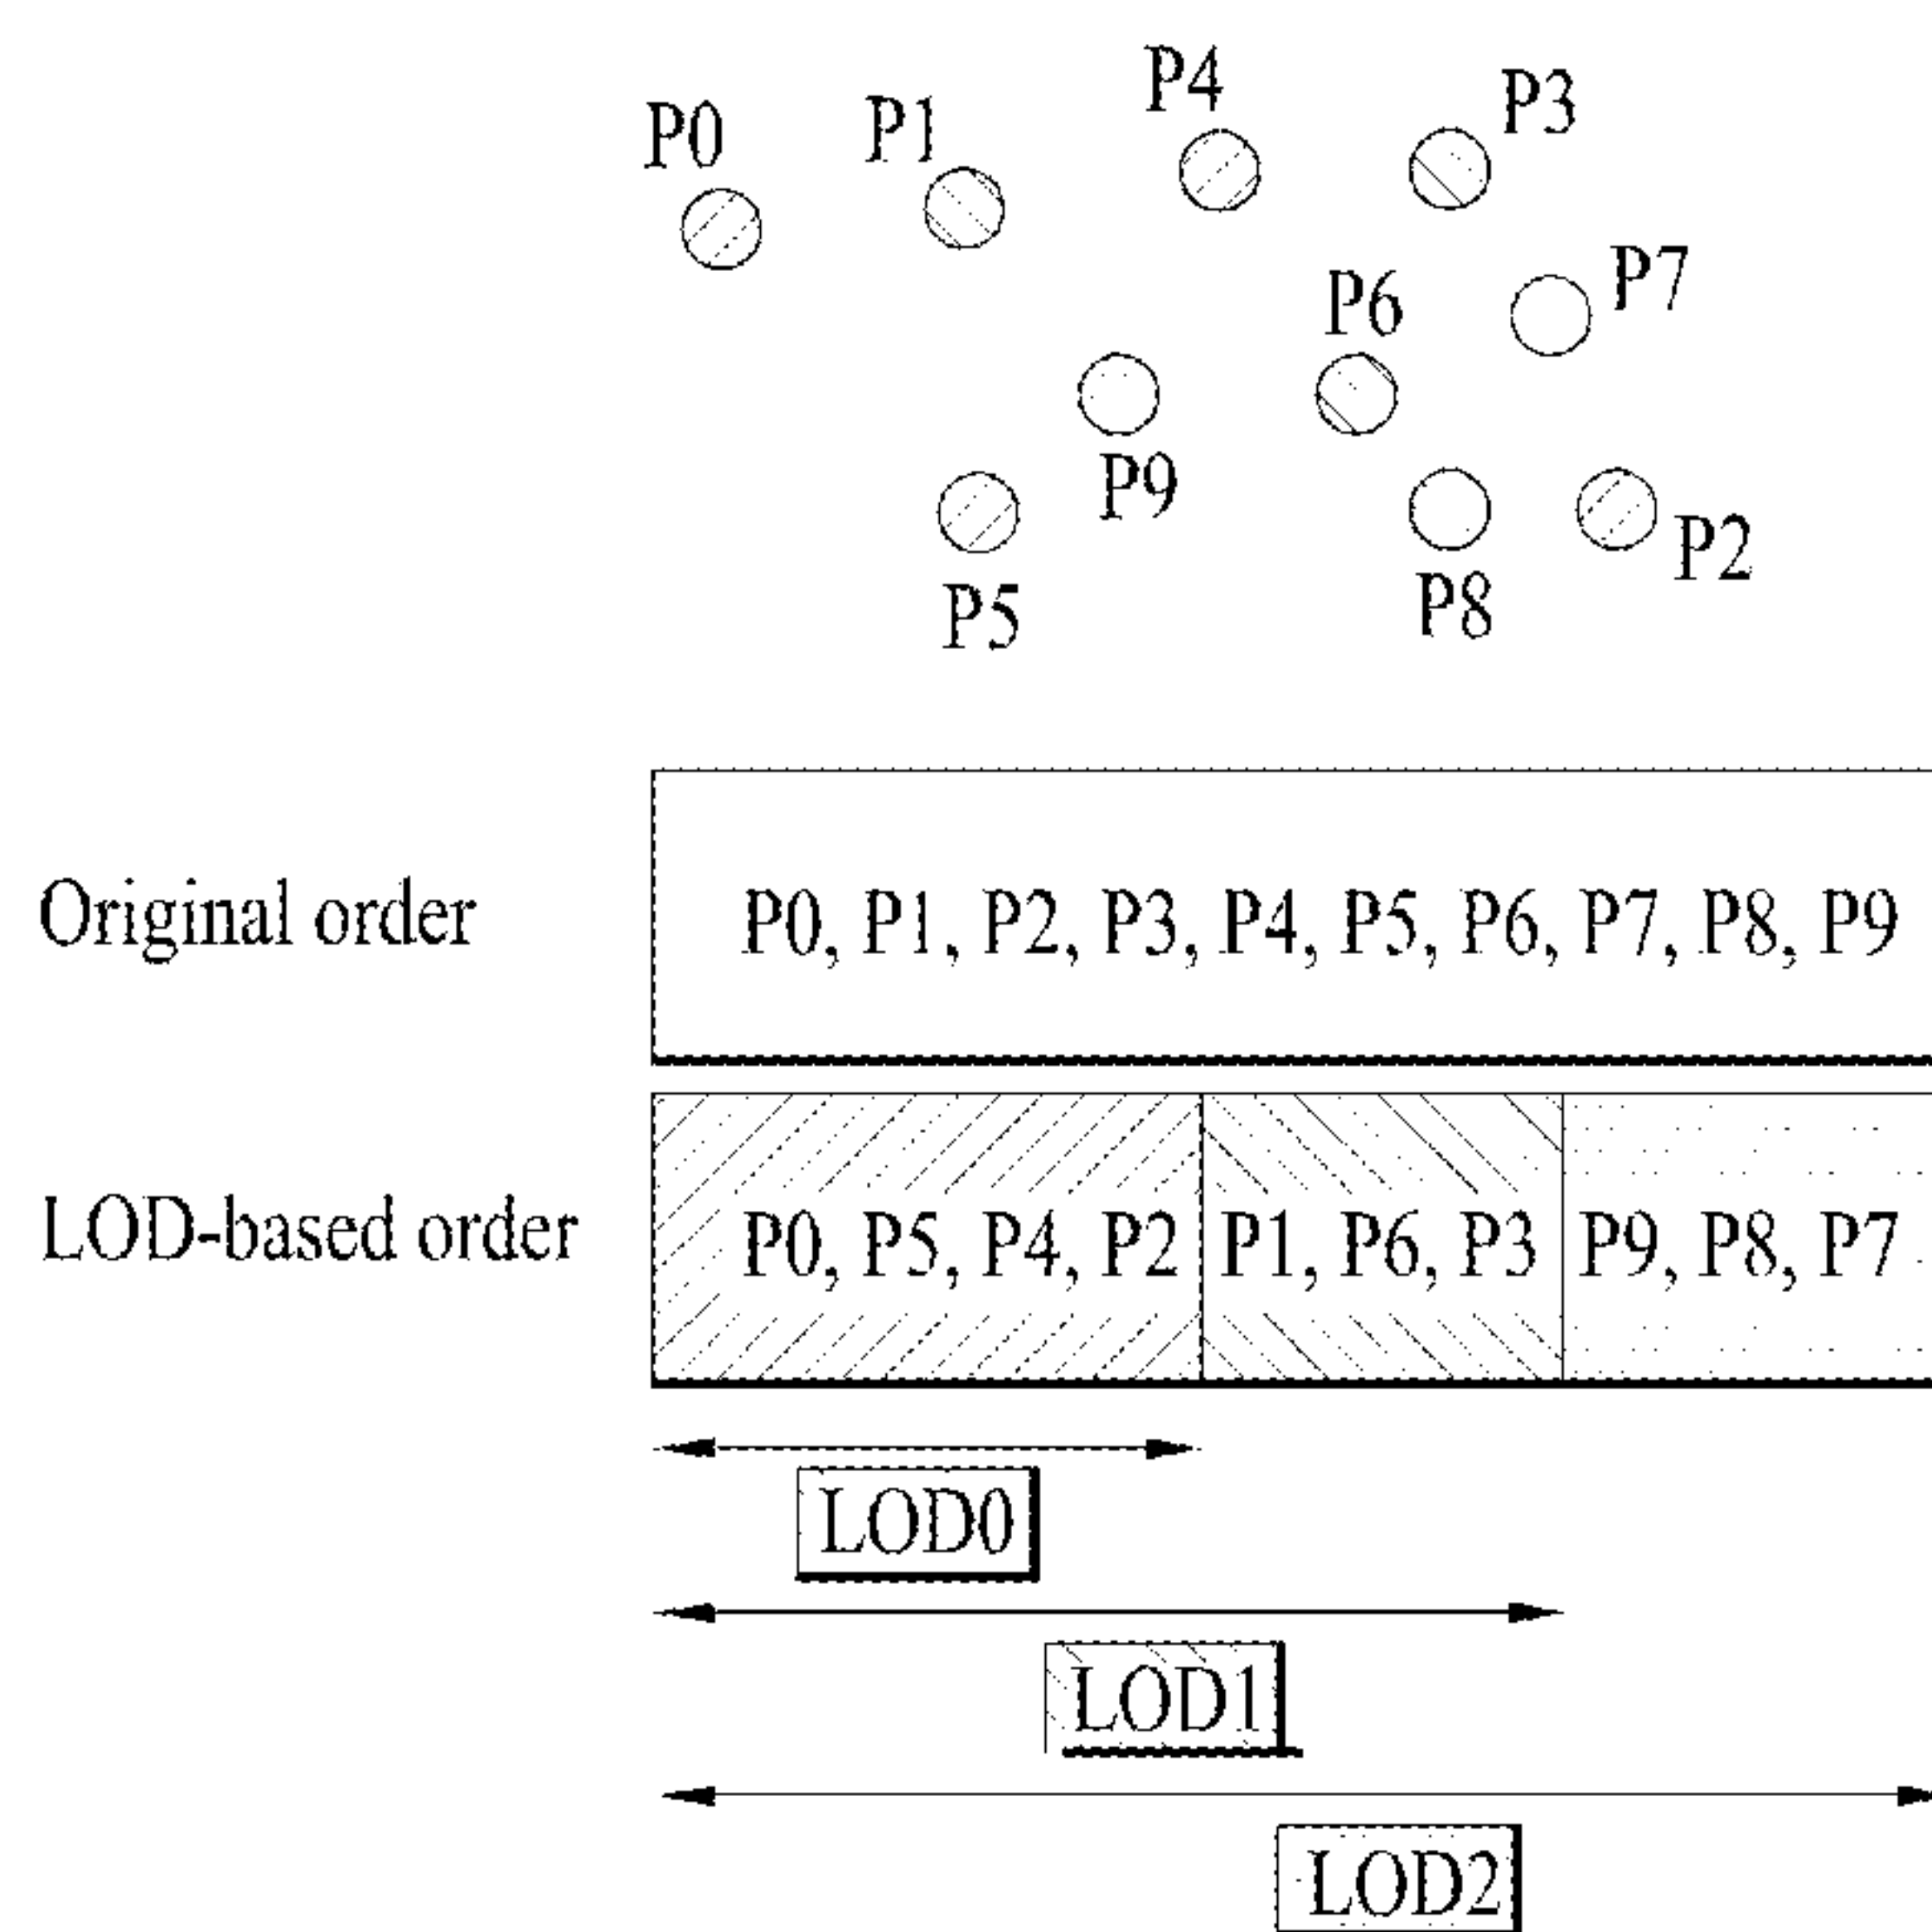 P4
P3
P0
P1
P7
P6
P9
P2
P5
P8
Original order
P0, P1, P2, P3, P4, P5, P6, P7, P8, P9
LOD-based order
P0, P5, P4, P2
P1, P6, P3
P9, P8, P7
LOD0
LOD1
LOD2